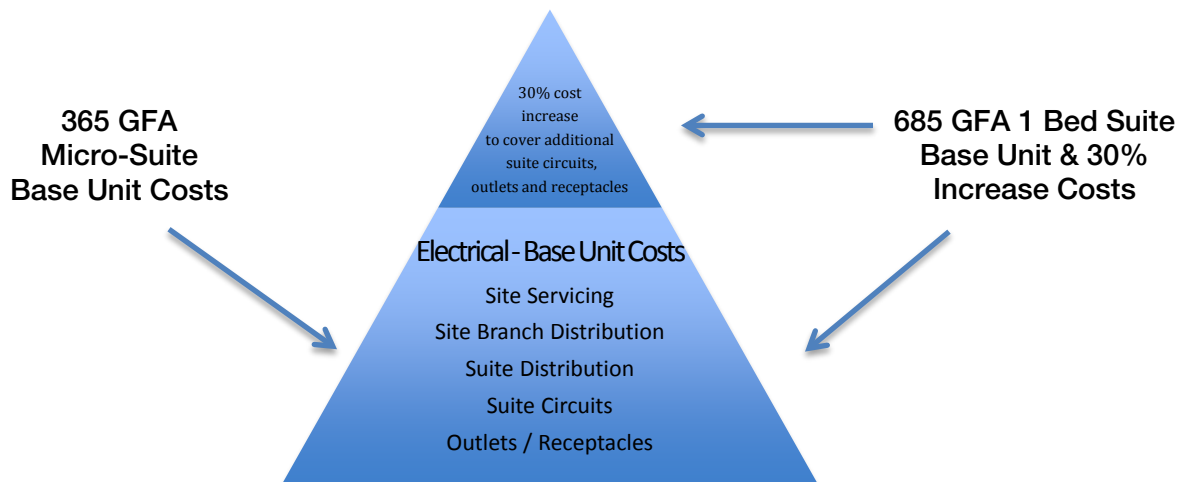 30% cost
increase
to cover additional
suite circuits,
outlets and receptacles
365 GFA
Micro-Suite
Base Unit Costs
685 GFA 1 Bed Suite
Base Unit & 30%
Increase Costs
Electrical - Base Unit Costs
Site Servicing
Site Branch Distribution
Suite Distribution
Suite Circuits
Outlets / Receptacles